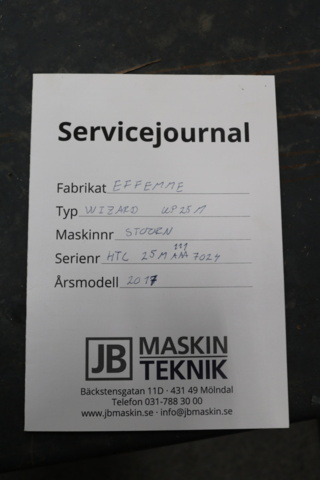 Servicejournal
Fabrikat EFFEMME
Typ WIZARD UP25M
Maskinnr
Serienr HTC 25M 7024
Årsmodell 2017
JB MASKIN
TEKNIK
Bäckstensgatan 11D · 431 49 Mölndal
Telefon 031-788 30 00
www.jbmaskin.se · info@jbmaskin.se